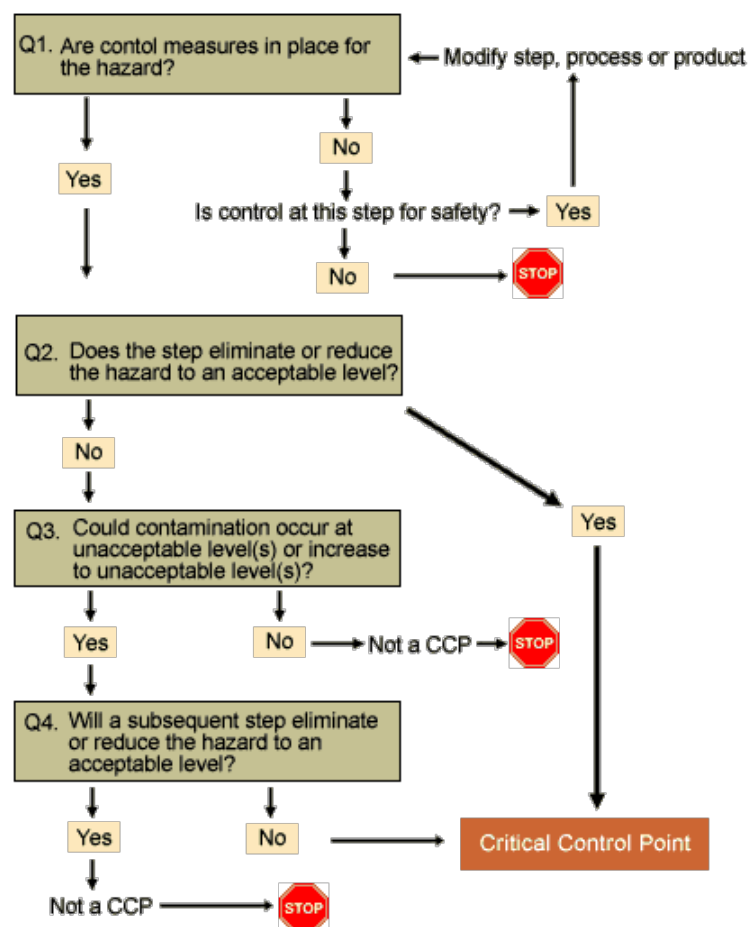 Q1. Are contol measures in place for
the hazard?
Modify step, process or product
No
Yes
Is control at this step for safety?
Yes
No
STOP
Q2. Does the step eliminate or reduce
the hazard to an acceptable level?
No
Yes
Q3. Could contamination occur at
unacceptable level(s) or increase
to unacceptable level(s)?
Yes
No
Not a CCP
STOP
Q4. Will a subsequent step eliminate
or reduce the hazard to an
acceptable level?
Yes
No
Critical Control Point
Not a CCP
STOP